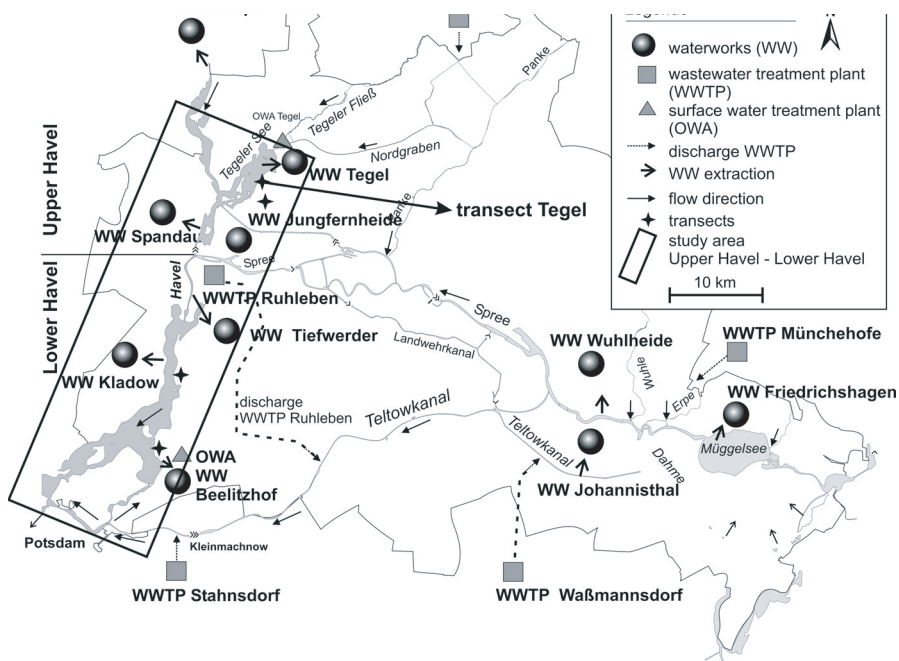 waterworks (WW)
wastewater treatment plant
(WWTP)
surface water treatment plant
(OWA)
discharge WWTP
WW extraction
flow direction
transects
study area
Upper Havel - Lower Havel
10 km
Upper Havel
Lower Havel
Panke
OWA Tegel
Tegeler Fließ
Tegeler See
Nordgraben
WW Tegel
transect Tegel
WW Jungfernheide
WW Spandau
Spree
Havel
WWTP Ruhleben
WW Tiefwerder
Landwehrkanal
Spree
WW Wuhlheide
WWTP Münchehofe
WW Kladow
Wuhle
Erpe
WW Friedrichshagen
discharge
WWTP Ruhleben
Teltowkanal
Teltowkanal
Müggelsee
OWA
WW
Beelitzhof
Dahme
WW Johannisthal
Potsdam
Kleinmachnow
WWTP Stahnsdorf
WWTP Waßmannsdorf